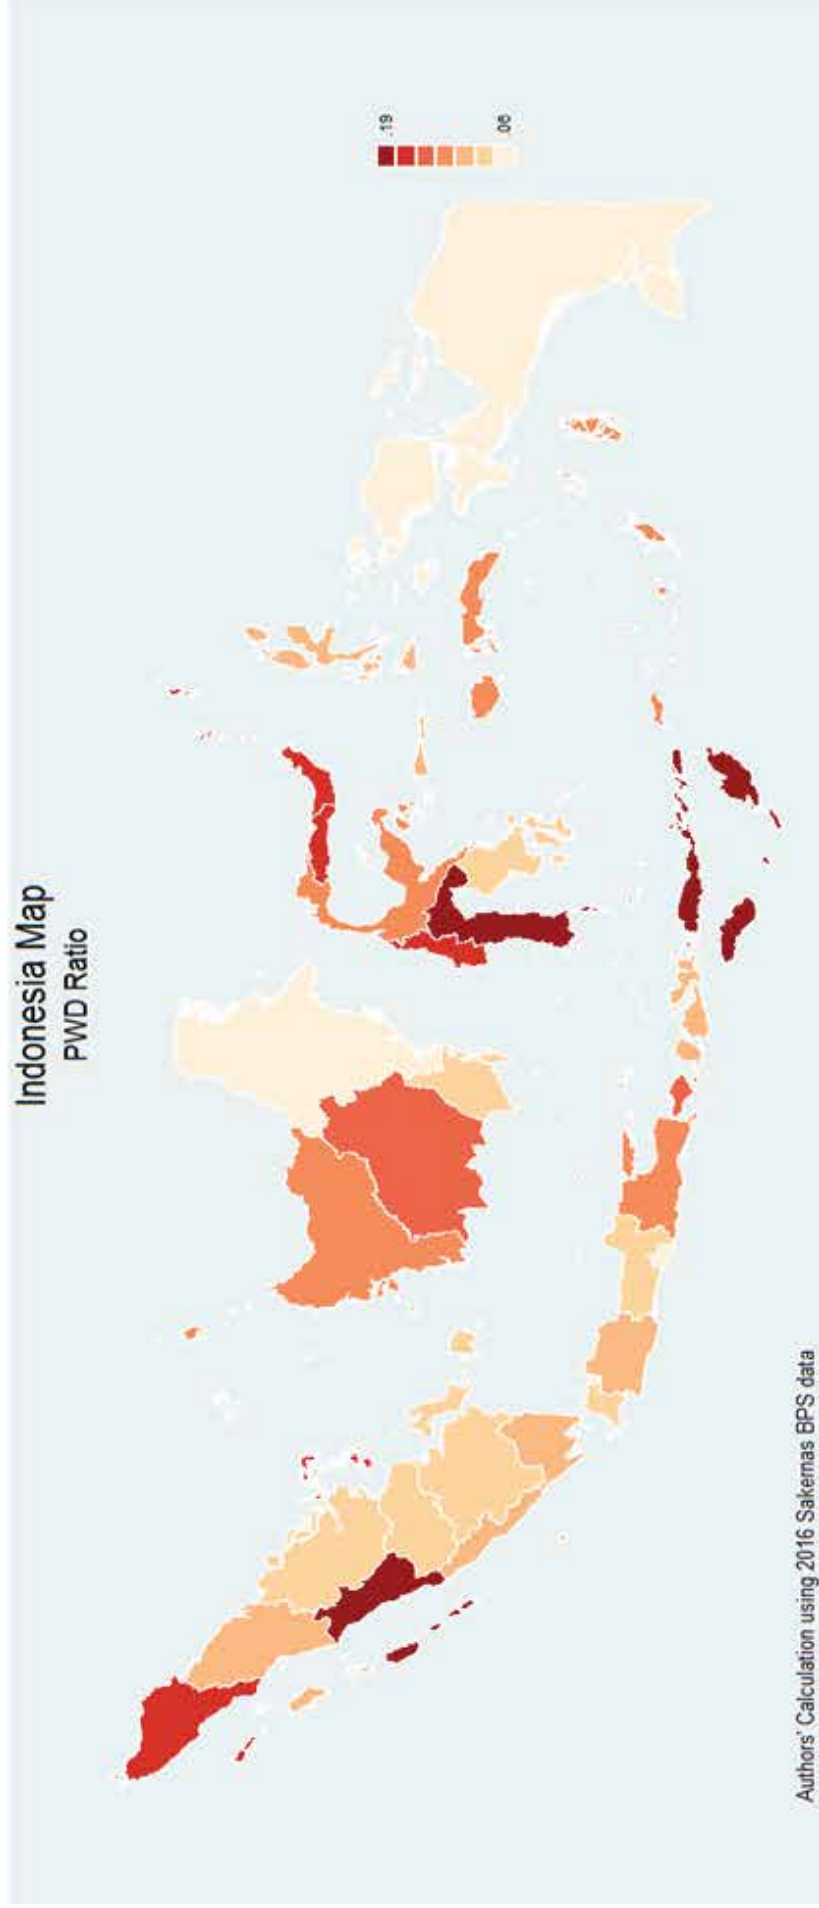 Indonesia Map
PWD Ratio
.19
.06
Authors' Calculation using 2016 Sakernas BPS data